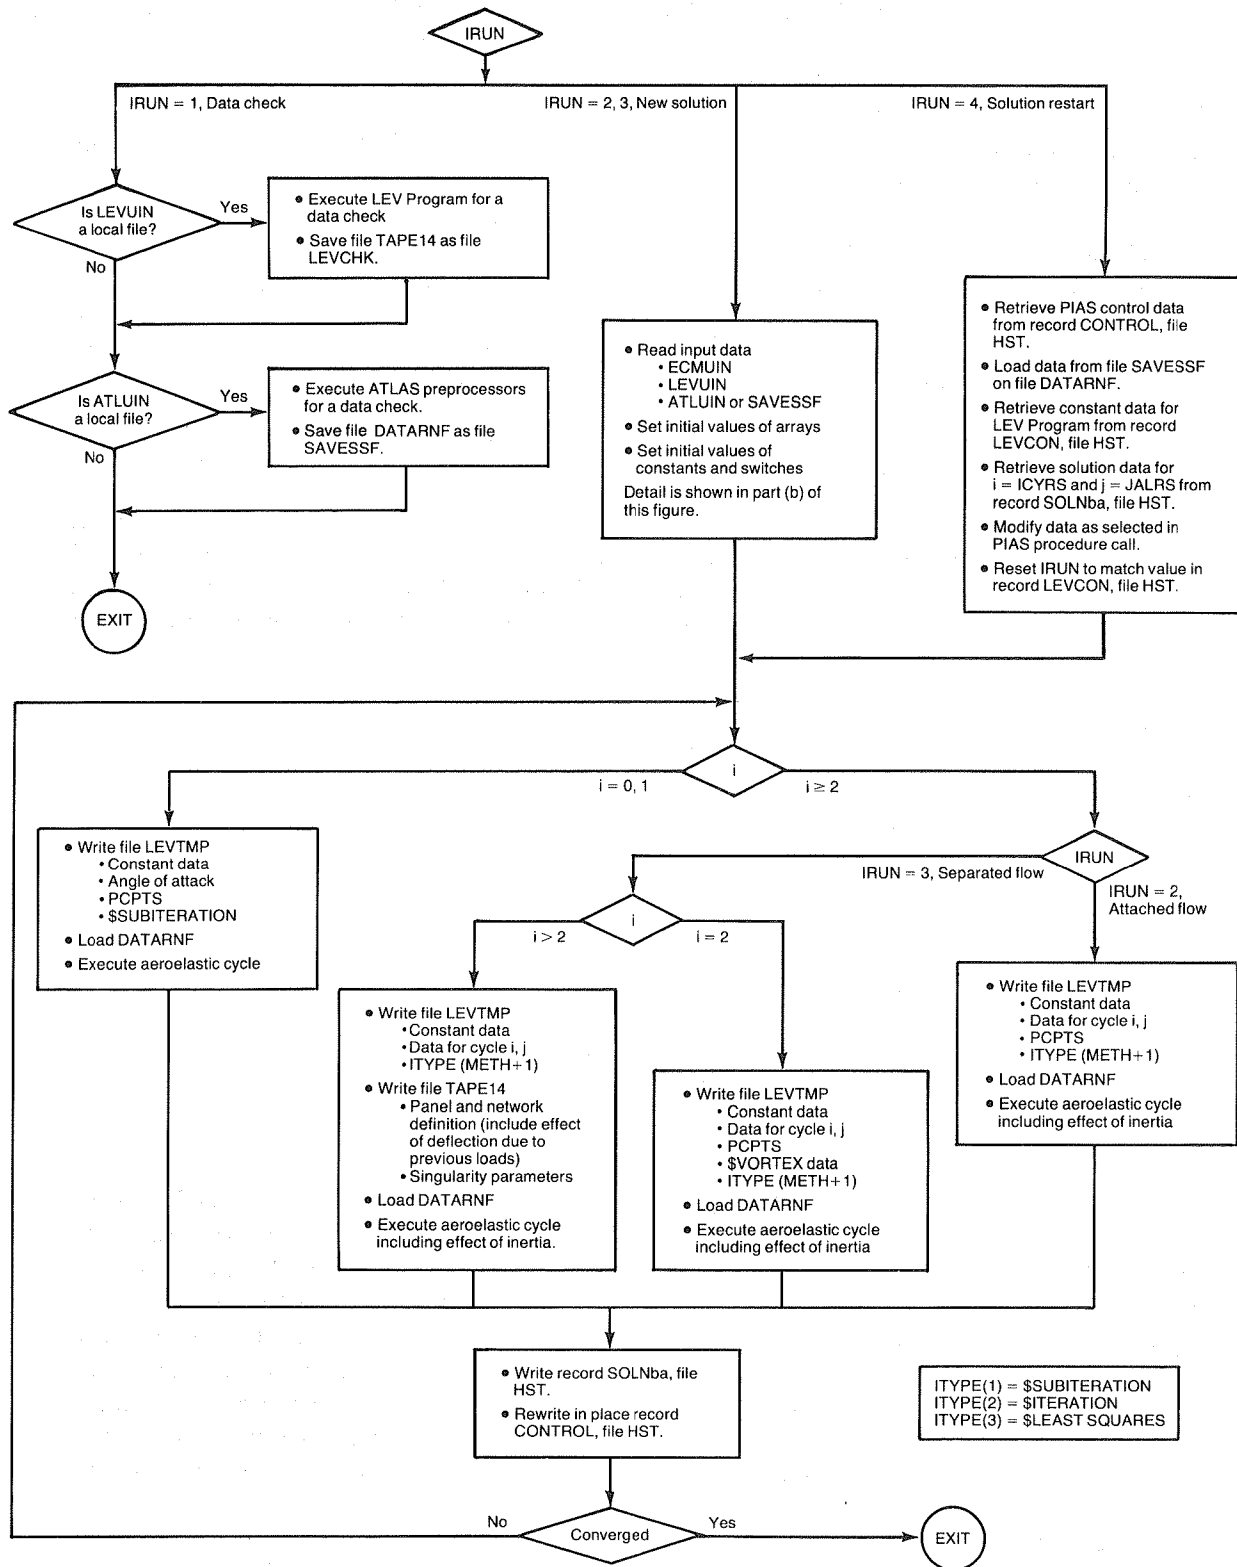 IRUN
IRUN = 1, Data check
IRUN = 2, 3, New solution
IRUN = 4, Solution restart
Is LEVUIN
a local file?
Yes
No
• Execute LEV Program for a
data check
• Save file TAPE14 as file
LEVCHK.
Is ATLUIN
a local file?
Yes
No
• Execute ATLAS preprocessors
for a data check.
• Save file DATARNF as file
SAVESSF.
EXIT
• Read input data
• ECMUIN
• LEVUIN
• ATLUIN or SAVESSF
• Set initial values of arrays
• Set initial values of
constants and switches
Detail is shown in part (b) of
this figure.
• Retrieve PIAS control data
from record CONTROL, file
HST.
• Load data from file SAVESSF
on file DATARNF.
• Retrieve constant data for
LEV Program from record
LEVCON, file HST.
• Retrieve solution data for
i = ICYRS and j = JALRS from
record SOLNba, file HST.
• Modify data as selected in
PIAS procedure call.
• Reset IRUN to match value in
record LEVCON, file HST.
i
i = 0, 1
i ≥ 2
• Write file LEVTMP
• Constant data
• Angle of attack
• PCPTS
• $SUBITERATION
• Load DATARNF
• Execute aeroelastic cycle
IRUN
IRUN = 3, Separated flow
IRUN = 2,
Attached flow
i
i > 2
i = 2
• Write file LEVTMP
• Constant data
• Data for cycle i, j
• ITYPE (METH+1)
• Write file TAPE14
• Panel and network
definition (include effect
of deflection due to
previous loads)
• Singularity parameters
• Load DATARNF
• Execute aeroelastic cycle
including effect of inertia.
• Write file LEVTMP
• Constant data
• Data for cycle i, j
• PCPTS
• $VORTEX data
• ITYPE (METH+1)
• Load DATARNF
• Execute aeroelastic cycle
including effect of inertia
• Write file LEVTMP
• Constant data
• Data for cycle i, j
• PCPTS
• ITYPE (METH+1)
• Load DATARNF
• Execute aeroelastic cycle
including effect of inertia
• Write record SOLNba, file
HST.
• Rewrite in place record
CONTROL, file HST.
ITYPE(1) = $SUBITERATION
ITYPE(2) = $ITERATION
ITYPE(3) = $LEAST SQUARES
No
Converged
Yes
EXIT